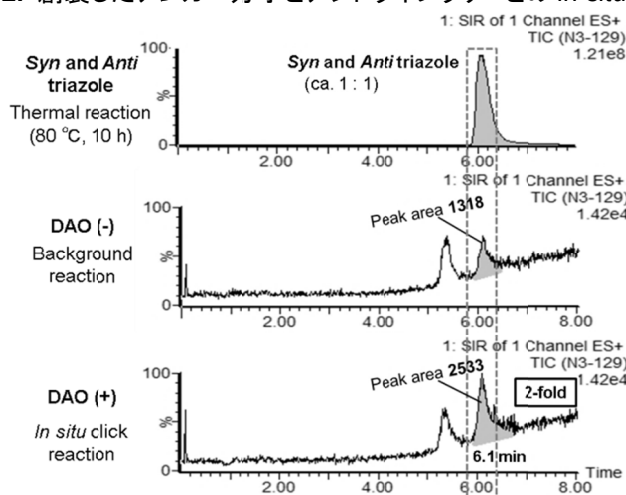 1: SIR of 1 Channel ES+
TIC (N3-129)
1.21e8
Syn and Anti
triazole
Thermal reaction
(80 °C, 10 h)
Syn and Anti triazole
(ca. 1 : 1)
100
%
0
2.00 4.00 6.00
1: SIR of 1 Channel ES+
TIC (N3-129)
1.42e4
DAO (-)
Background
reaction
Peak area 1318
100
%
0
2.00 4.00 6.00 8.00
1: SIR of 1 Channel ES+
TIC (N3-129)
1.42e4
DAO (+)
In situ click
reaction
Peak area 2533
2-fold
100
%
0
6.1 min
Time
2.00 4.00 6.00 8.00